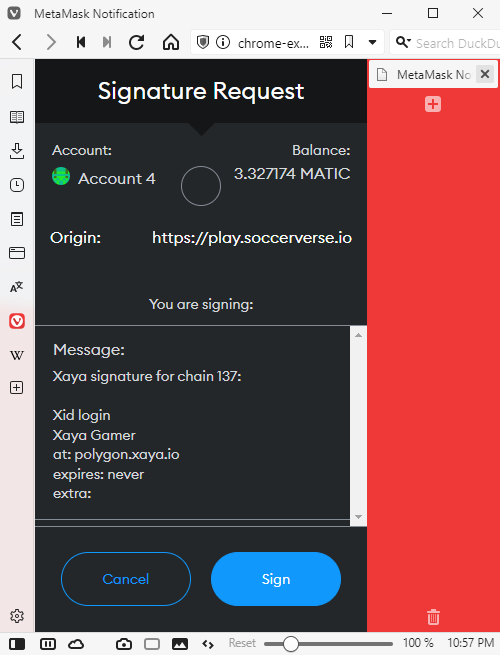 MetaMask Notification
chrome-ex...
Search DuckDu
MetaMask No
Signature Request
Account:
Balance:
Account 4
3.327174 MATIC
Origin:
https://play.soccerverse.io
You are signing:
Message:
Xaya signature for chain 137:
Xid login
Xaya Gamer
at: polygon.xaya.io
expires: never
extra:
Cancel
Sign
Reset
100 %
10:57 PM